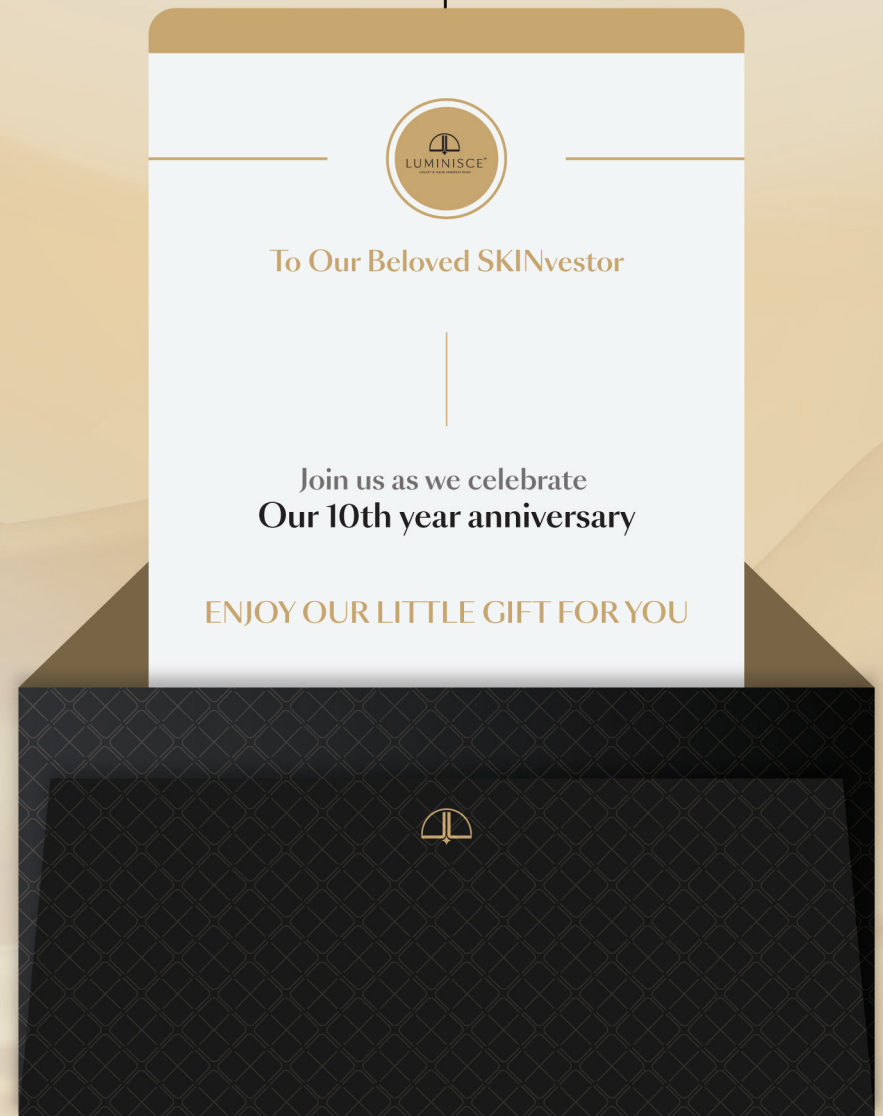 LUMINISCE
To Our Beloved SKINvestor
Join us as we celebrate
Our 10th year anniversary
ENJOY OUR LITTLE GIFT FOR YOU